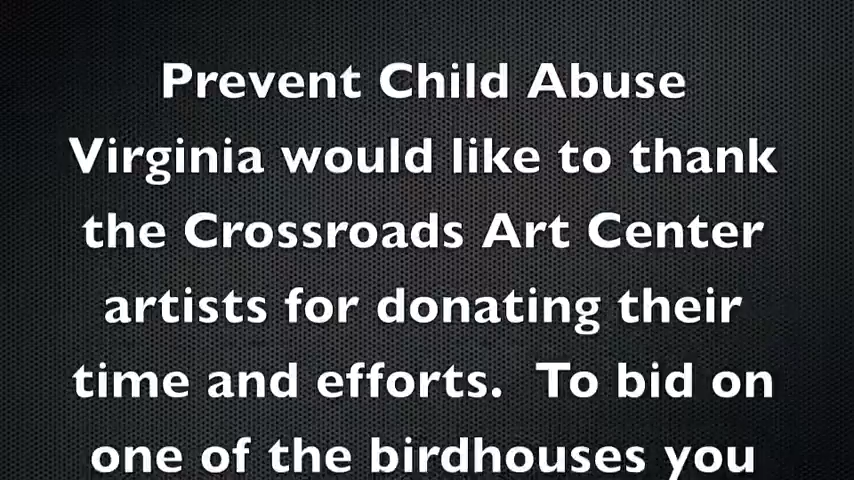 Prevent Child Abuse
Virginia would like to thank
the Crossroads Art Center
artists for donating their
time and efforts.  To bid on
one of the birdhouses you